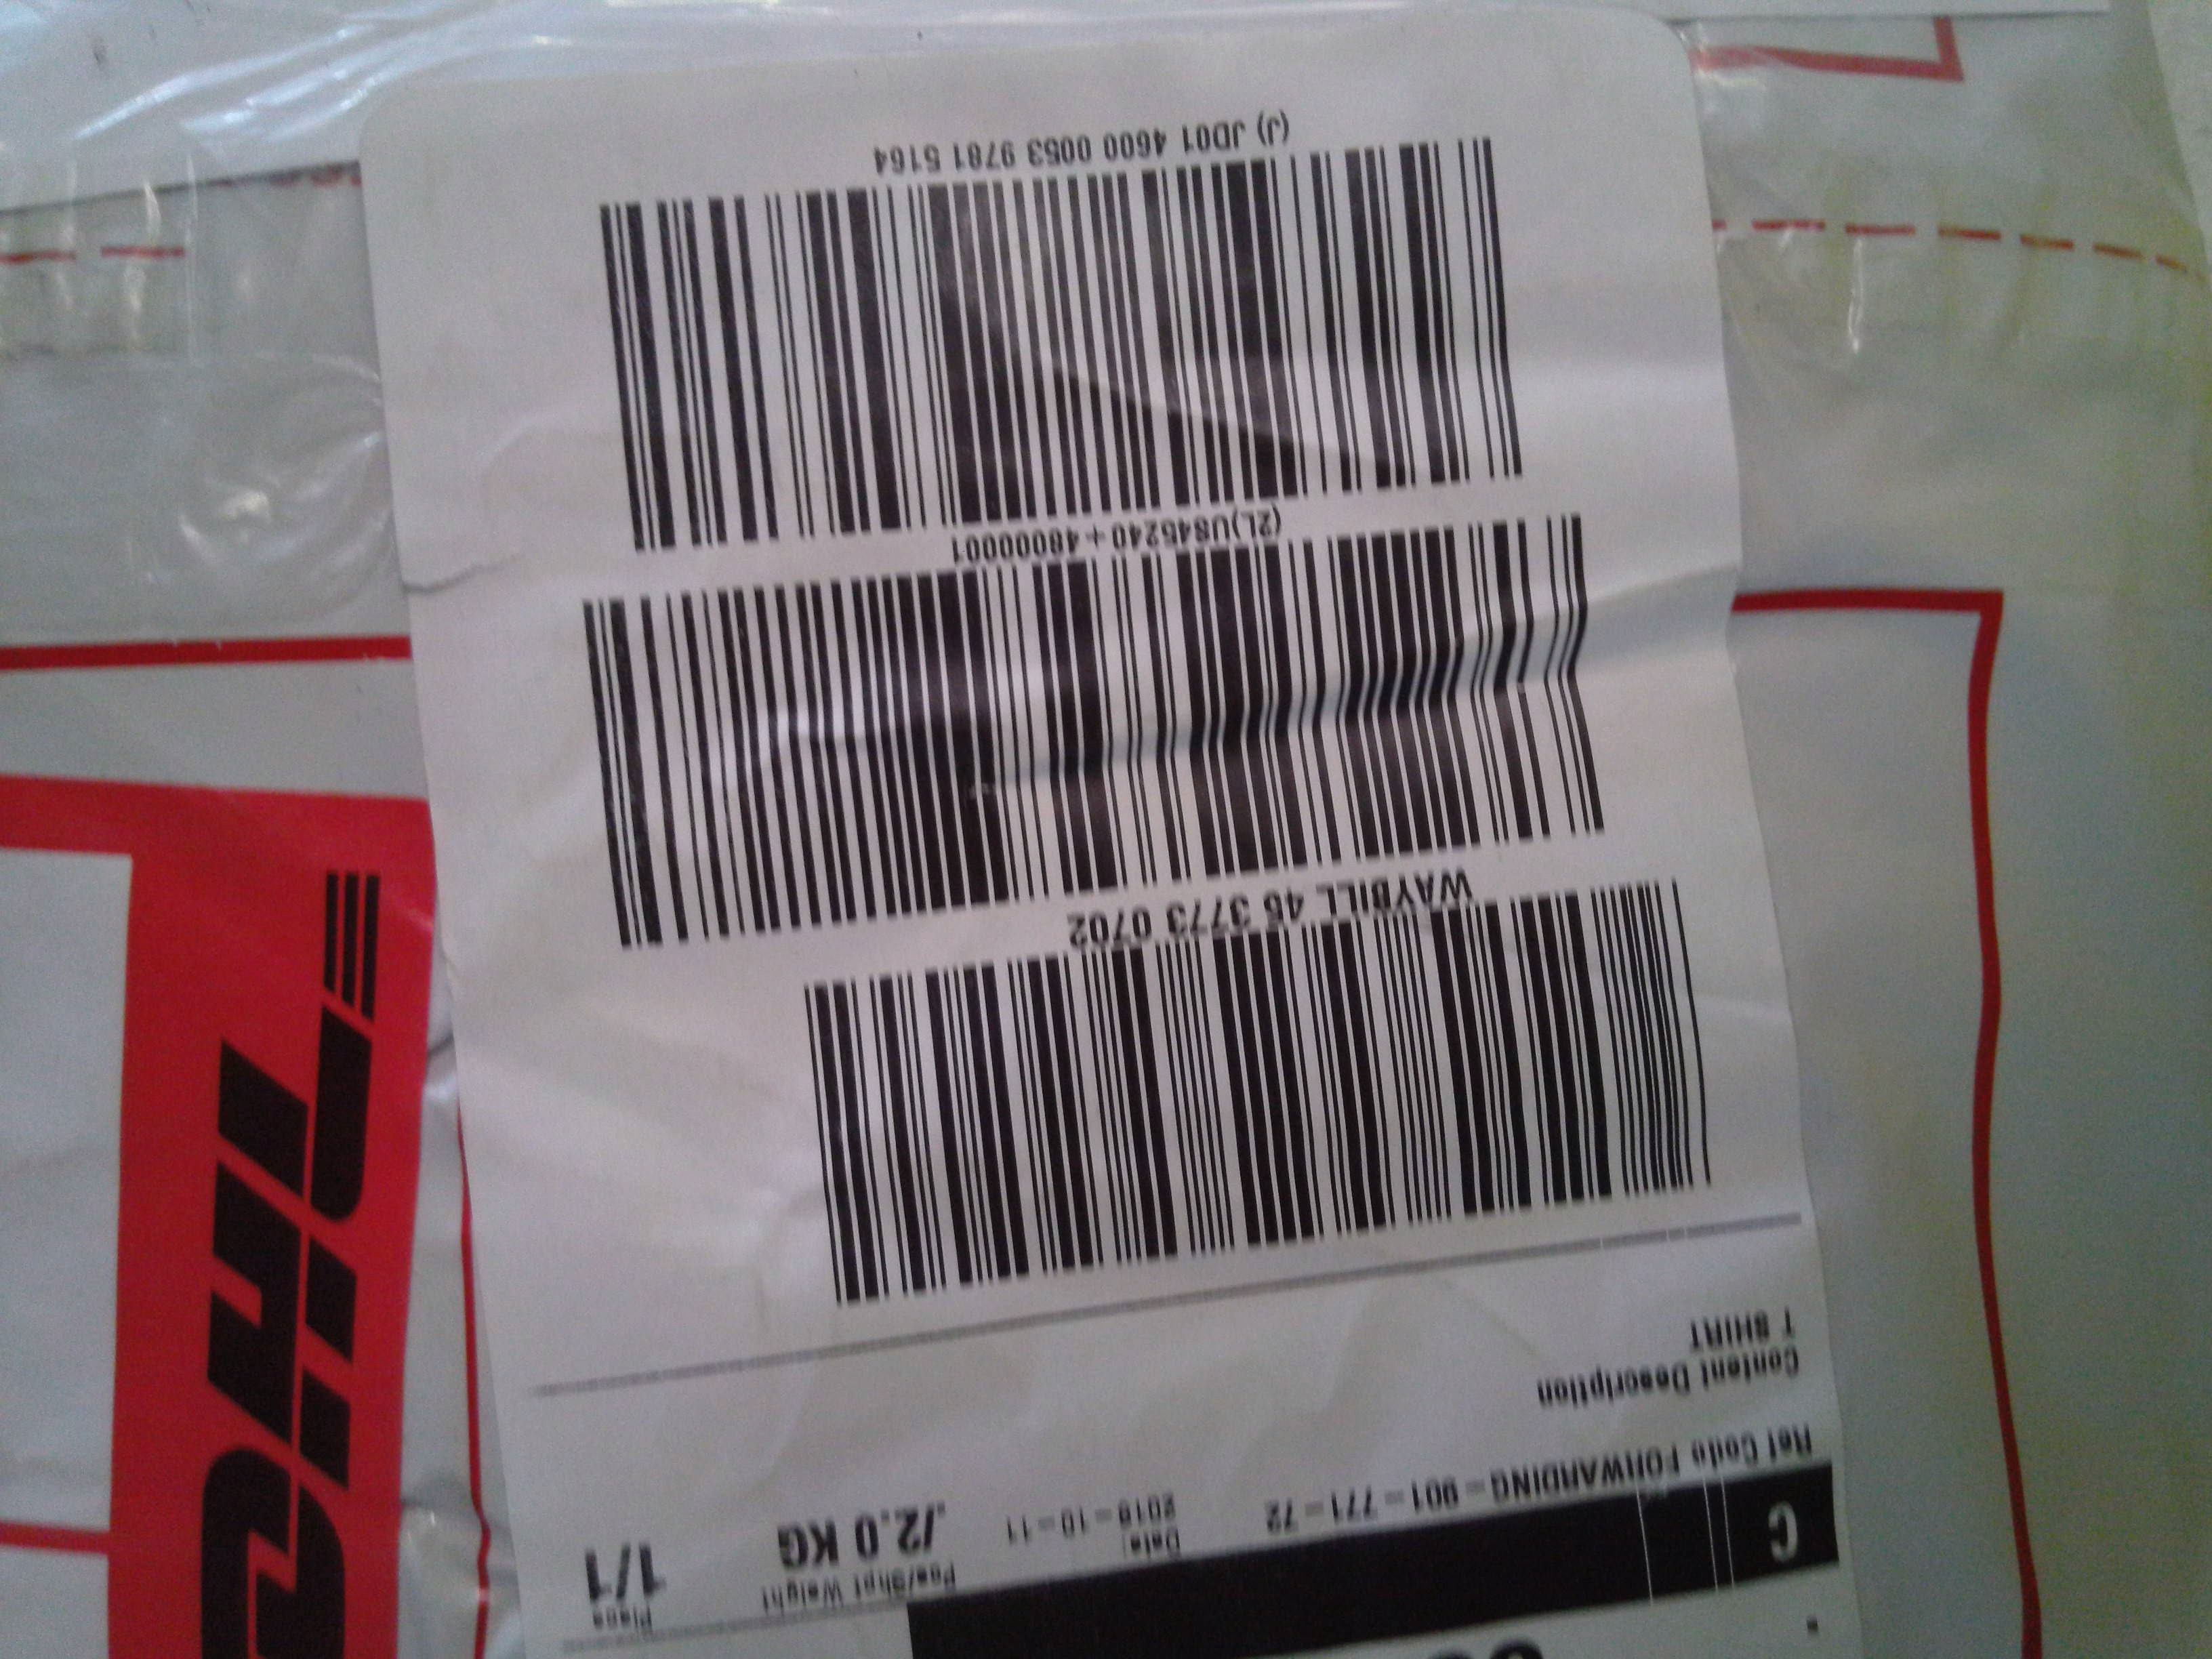 C
Piece
1/1
Pce/Shpt Weight
/2.0 KG
Date:
2018-10-11
Ref Code FORWARDING-901-771-72
Content Description
T SHIRT
WAYBILL 45 3773 0702
(2L)US45240+48000001
(J) JD01 4600 0053 9781 5164
DHL